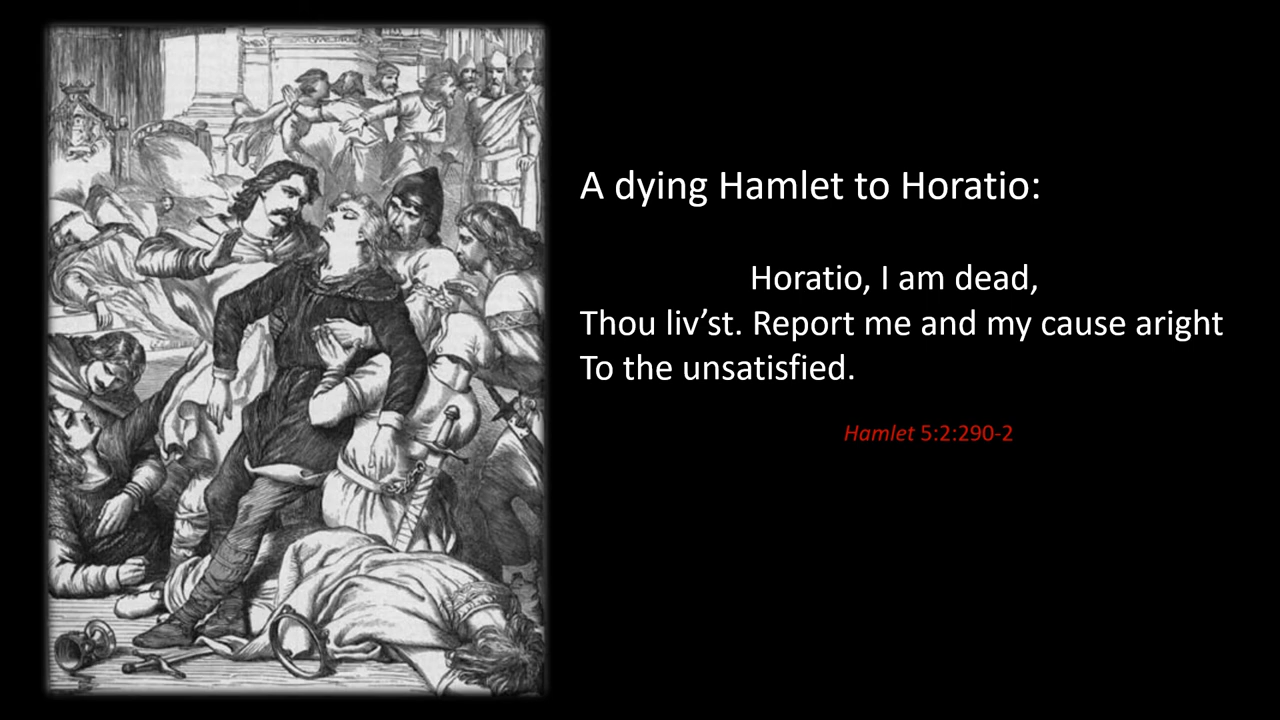 A dying Hamlet to Horatio:
Horatio, I am dead,
Thou liv’st. Report me and my cause aright
To the unsatisfied.
Hamlet 5:2:290-2